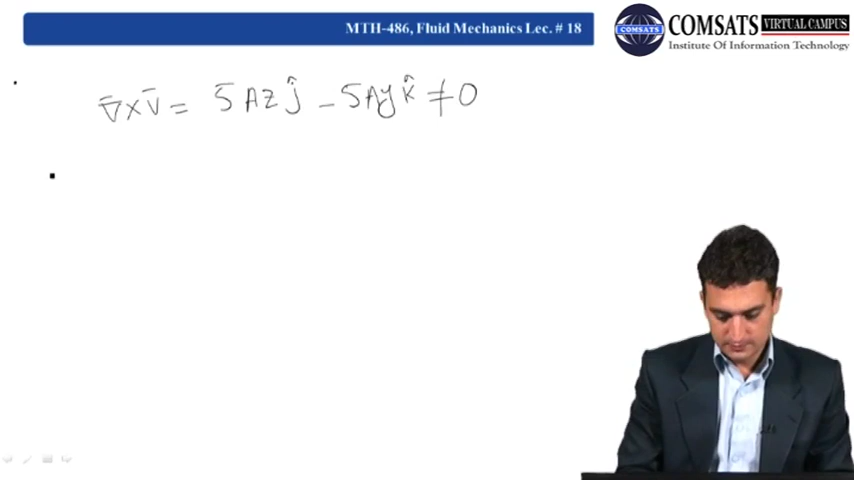 MTH-486, Fluid Mechanics Lec. # 18
COMSATS
COMSATS VIRTUAL CAMPUS
Institute Of Information Technology
∇̄×V̄ = 5Azĵ - 5Ayk̂ ≠ 0